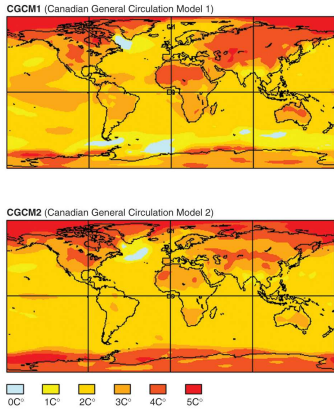 CGCM1 (Canadian General Circulation Model 1)
CGCM2 (Canadian General Circulation Model 2)
0C° 1C° 2C° 3C° 4C° 5C°